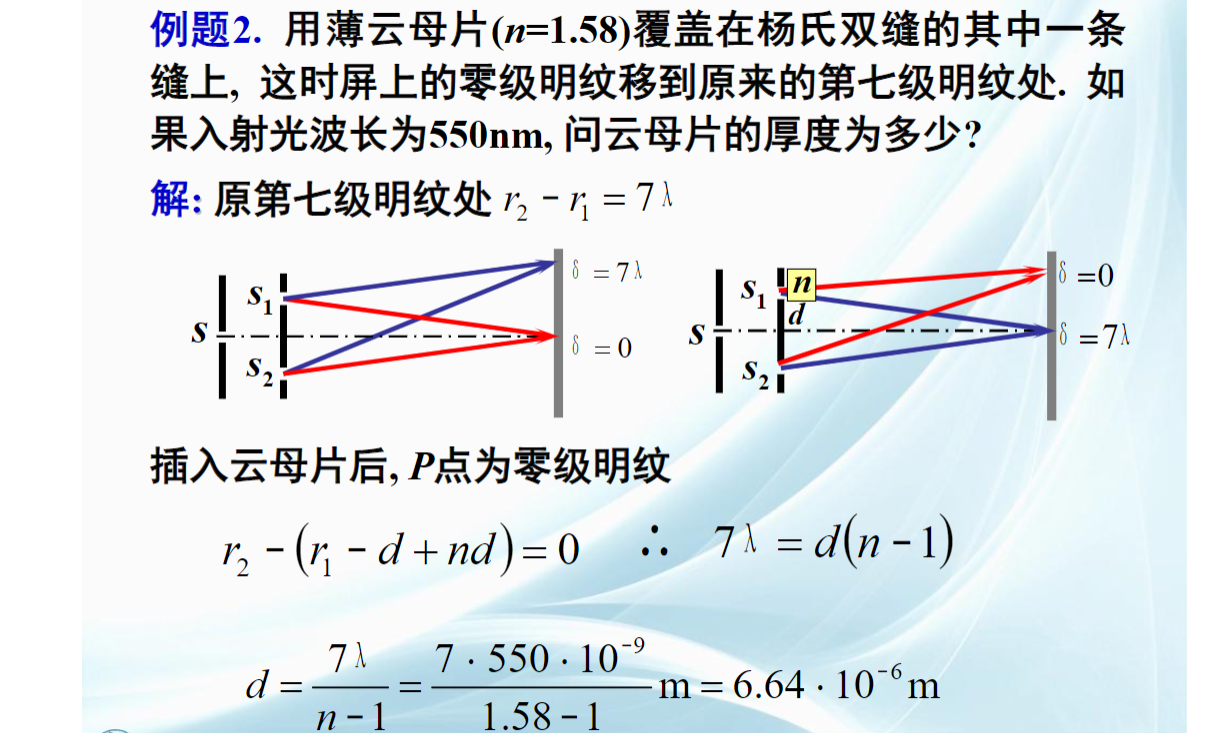 例题2. 用薄云母片(n=1.58)覆盖在杨氏双缝的其中一条
缝上, 这时屏上的零级明纹移到原来的第七级明纹处. 如
果入射光波长为550nm, 问云母片的厚度为多少?
解: 原第七级明纹处 r₂ − r₁ = 7λ
S
S₁
S₂
δ = 7λ
δ = 0
S
S₁
n
d
S₂
δ =0
δ = 7λ
插入云母片后, P点为零级明纹
r₂ − (r₁ − d + nd) = 0 ∴ 7λ = d(n − 1)
d = 7λ / (n − 1) = (7 · 550 · 10⁻⁹) / (1.58 − 1) m = 6.64 · 10⁻⁶ m